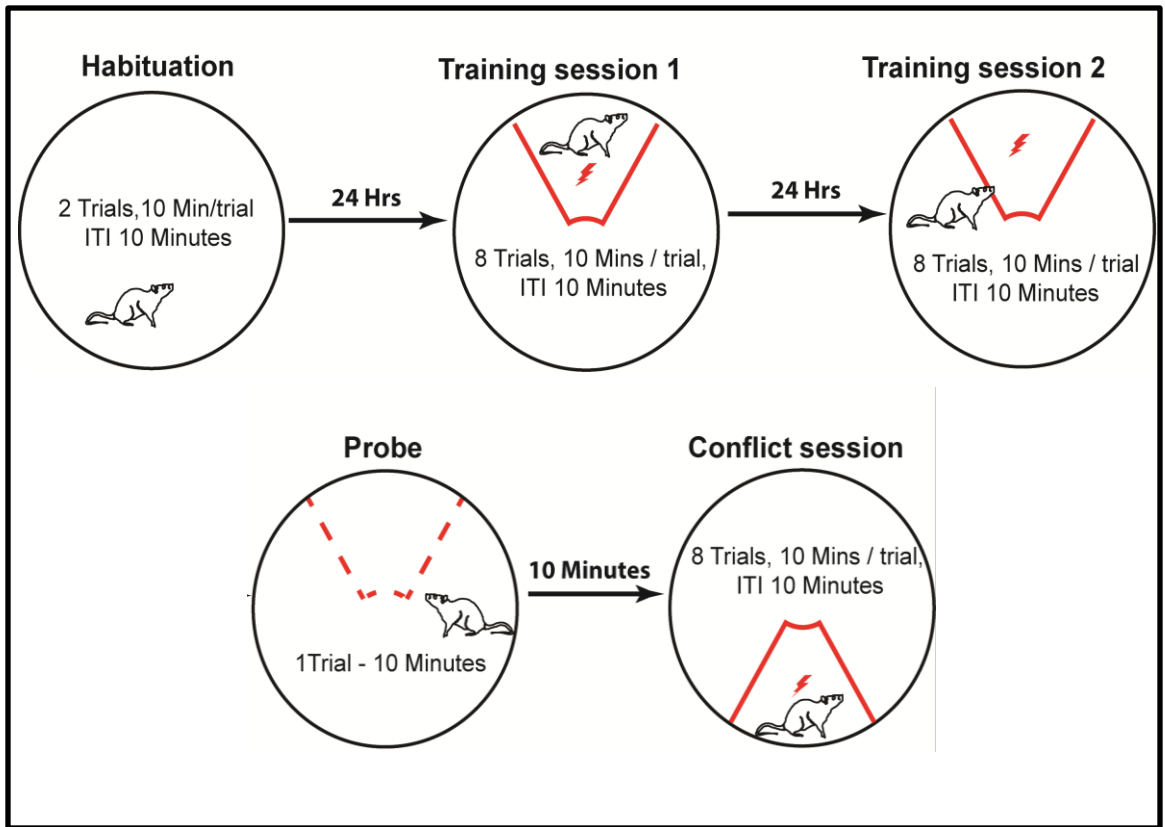 Habituation
2 Trials,10 Min/trial
ITI 10 Minutes
24 Hrs
Training session 1
8 Trials, 10 Mins / trial,
ITI 10 Minutes
24 Hrs
Training session 2
8 Trials, 10 Mins / trial
ITI 10 Minutes
Probe
1Trial - 10 Minutes
10 Minutes
Conflict session
8 Trials, 10 Mins / trial,
ITI 10 Minutes